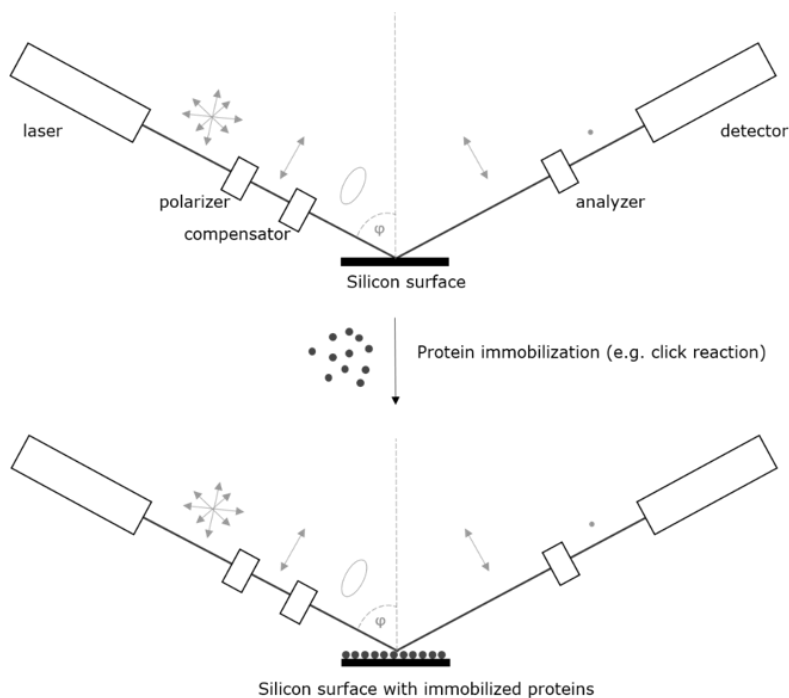 laser
detector
polarizer
analyzer
compensator
φ
Silicon surface
Protein immobilization (e.g. click reaction)
φ
Silicon surface with immobilized proteins